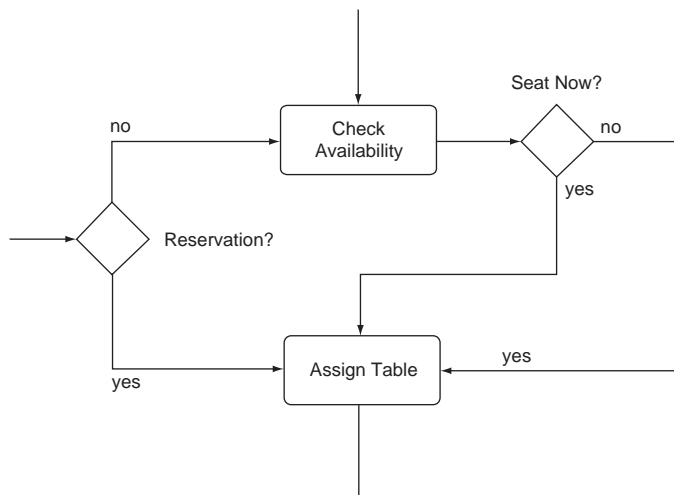 Seat Now?
no
Check
Availability
no
yes
Reservation?
yes
Assign Table
yes